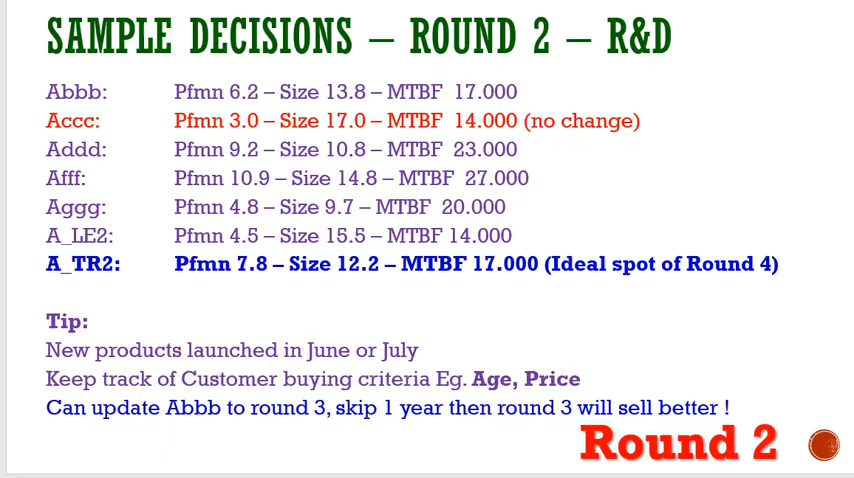 SAMPLE DECISIONS – ROUND 2 – R&D
Abbb: Pfmn 6.2 – Size 13.8 – MTBF 17.000
Accc: Pfmn 3.0 – Size 17.0 – MTBF 14.000 (no change)
Addd: Pfmn 9.2 – Size 10.8 – MTBF 23.000
Afff: Pfmn 10.9 – Size 14.8 – MTBF 27.000
Aggg: Pfmn 4.8 – Size 9.7 – MTBF 20.000
A_LE2: Pfmn 4.5 – Size 15.5 – MTBF 14.000
A_TR2: Pfmn 7.8 – Size 12.2 – MTBF 17.000 (Ideal spot of Round 4)
Tip:
New products launched in June or July
Keep track of Customer buying criteria Eg. Age, Price
Can update Abbb to round 3, skip 1 year then round 3 will sell better !
Round 2